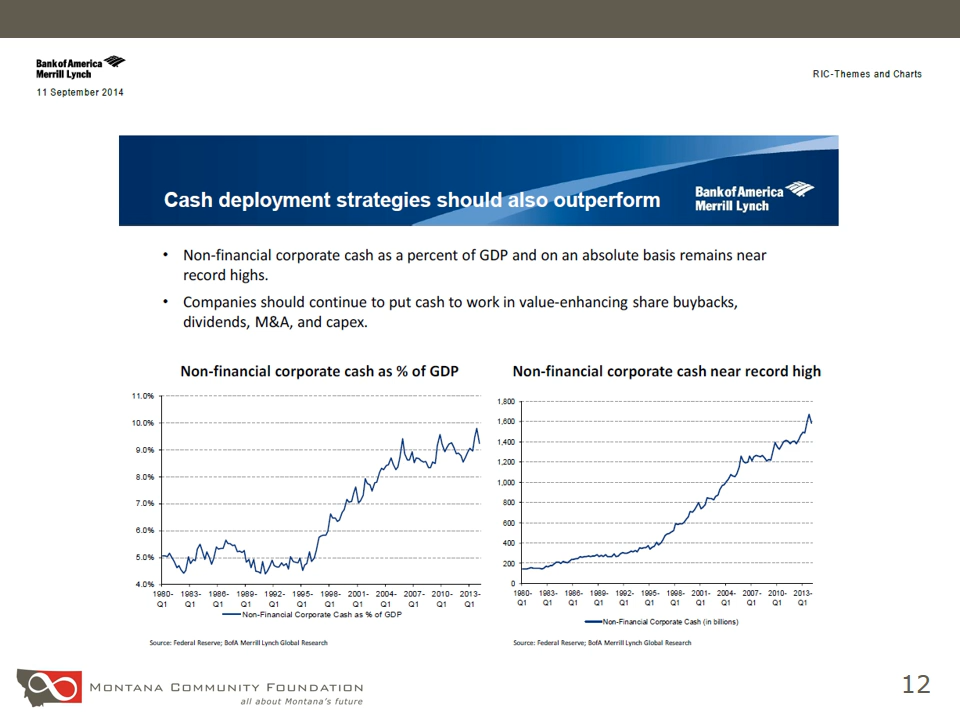 Bank of America
Merrill Lynch
11 September 2014
RIC-Themes and Charts
Cash deployment strategies should also outperform
Bank of America
Merrill Lynch
• Non-financial corporate cash as a percent of GDP and on an absolute basis remains near
record highs.
• Companies should continue to put cash to work in value-enhancing share buybacks,
dividends, M&A, and capex.
Non-financial corporate cash as % of GDP
11.0%
10.0%
9.0%
8.0%
7.0%
6.0%
5.0%
4.0%
1980- 1983- 1986- 1989- 1992- 1995- 1998- 2001- 2004- 2007- 2010- 2013-
Q1 Q1 Q1 Q1 Q1 Q1 Q1 Q1 Q1 Q1 Q1 Q1
Non-Financial Corporate Cash as % of GDP
Source: Federal Reserve; BofA Merrill Lynch Global Research
Non-financial corporate cash near record high
1,800
1,600
1,400
1,200
1,000
800
600
400
200
0
1980- 1983- 1986- 1989- 1992- 1995- 1998- 2001- 2004- 2007- 2010- 2013-
Q1 Q1 Q1 Q1 Q1 Q1 Q1 Q1 Q1 Q1 Q1 Q1
Non-Financial Corporate Cash (in billions)
Source: Federal Reserve; BofA Merrill Lynch Global Research
Montana Community Foundation
all about Montana's future
12